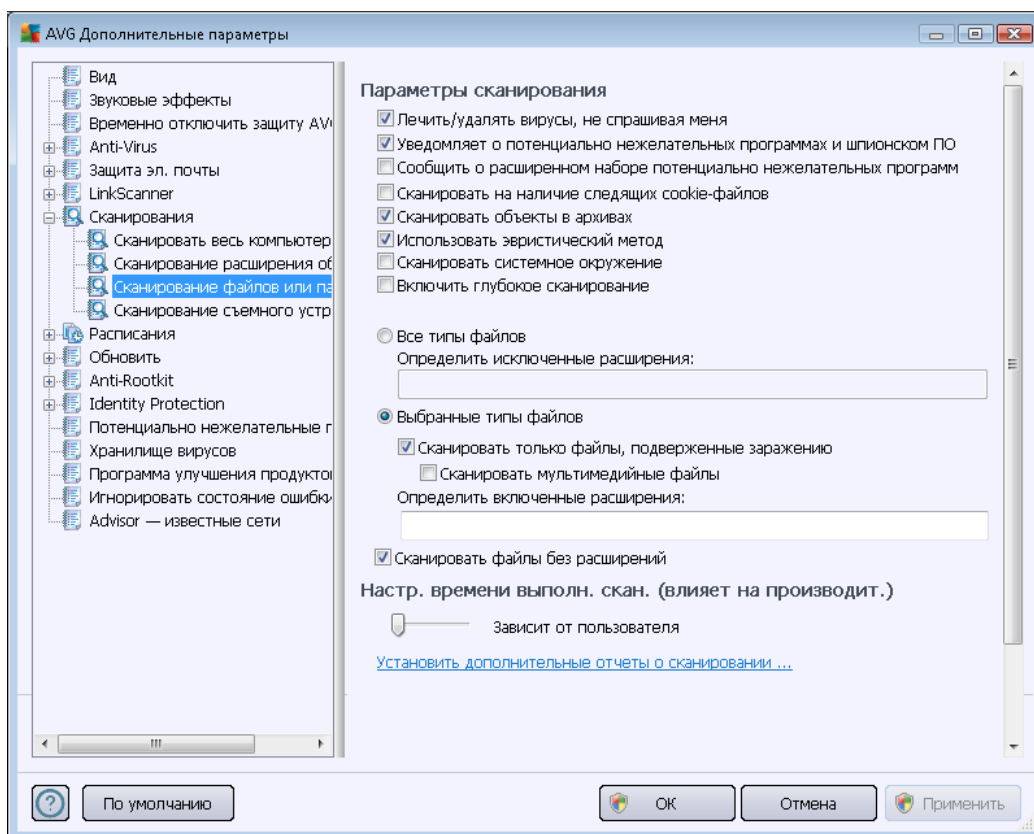 AVG Дополнительные параметры
Вид
Звуковые эффекты
Временно отключить защиту AV
Anti-Virus
Защита эл. почты
LinkScanner
Сканирования
Сканировать весь компьютер
Сканирование расширения об
Сканирование файлов или па
Сканирование съемного устр
Расписания
Обновить
Anti-Rootkit
Identity Protection
Потенциально нежелательные п
Хранилище вирусов
Программа улучшения продуктов
Игнорировать состояние ошибки
Advisor — известные сети
Параметры сканирования
Лечить/удалять вирусы, не спрашивая меня
Уведомляет о потенциально нежелательных программах и шпионском ПО
Сообщить о расширенном наборе потенциально нежелательных программ
Сканировать на наличие следящих cookie-файлов
Сканировать объекты в архивах
Использовать эвристический метод
Сканировать системное окружение
Включить глубокое сканирование
Все типы файлов
Определить исключенные расширения:
Выбранные типы файлов
Сканировать только файлы, подверженные заражению
Сканировать мультимедийные файлы
Определить включенные расширения:
Сканировать файлы без расширений
Настр. времени выполн. скан. (влияет на производит.)
Зависит от пользователя
Установить дополнительные отчеты о сканировании ...
По умолчанию
ОК
Отмена
Применить